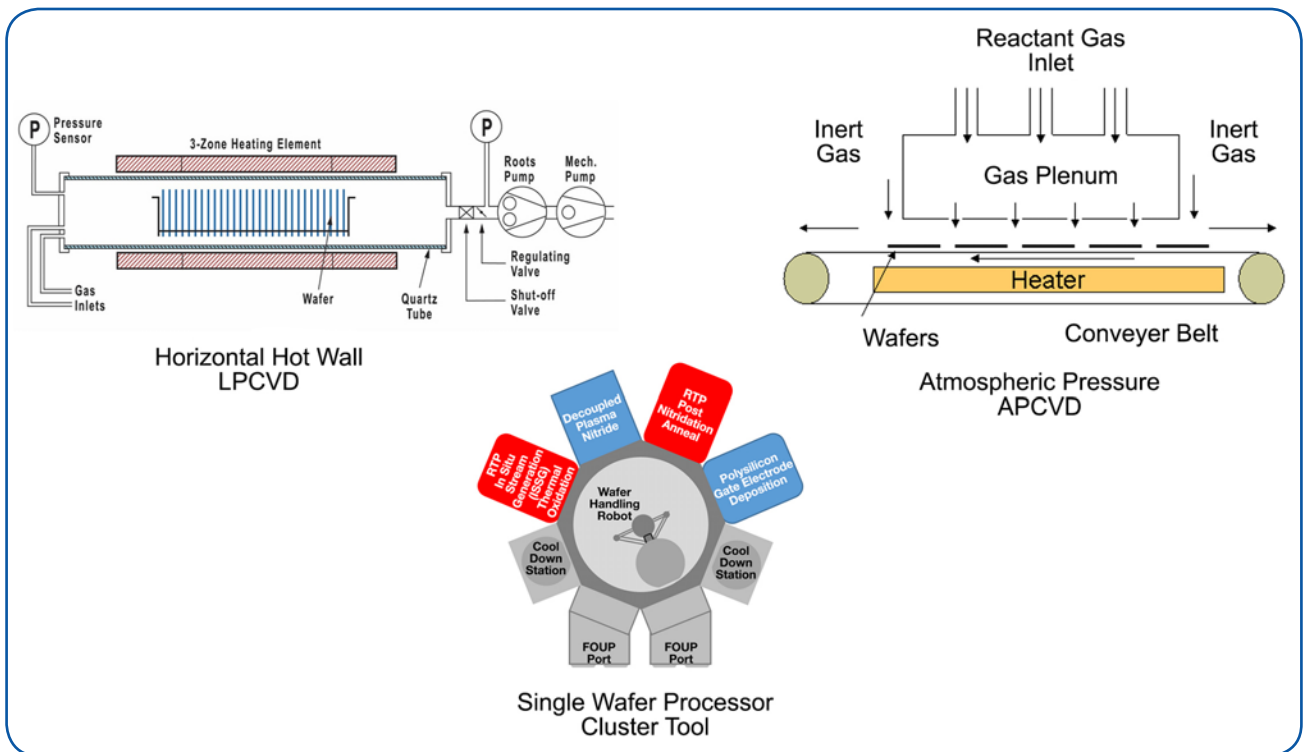 P
Pressure
Sensor
3-Zone Heating Element
P
Roots
Pump
Mech.
Pump
Regulating
Valve
Shut-off
Valve
Gas
Inlets
Wafer
Quartz
Tube
Horizontal Hot Wall
LPCVD
Reactant Gas
Inlet
Inert
Gas
Inert
Gas
Gas Plenum
Heater
Wafers
Conveyer Belt
Atmospheric Pressure
APCVD
Decoupled
Plasma
Nitride
RTP
Post
Nitridation
Anneal
RTP
In Situ
Stream
Generation
(ISSG)
Thermal
Oxidation
Polysilicon
Gate Electrode
Deposition
Wafer
Handling
Robot
Cool
Down
Station
Cool
Down
Station
FOUP
Port
FOUP
Port
Single Wafer Processor
Cluster Tool